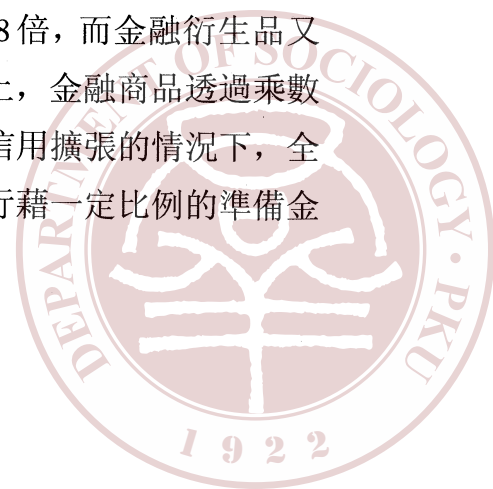 8倍，而金融衍生品又
上，金融商品透過乘數
信用擴張的情況下，全
行藉一定比例的準備金
DEPARTMENT OF SOCIOLOGY · PKU
1922